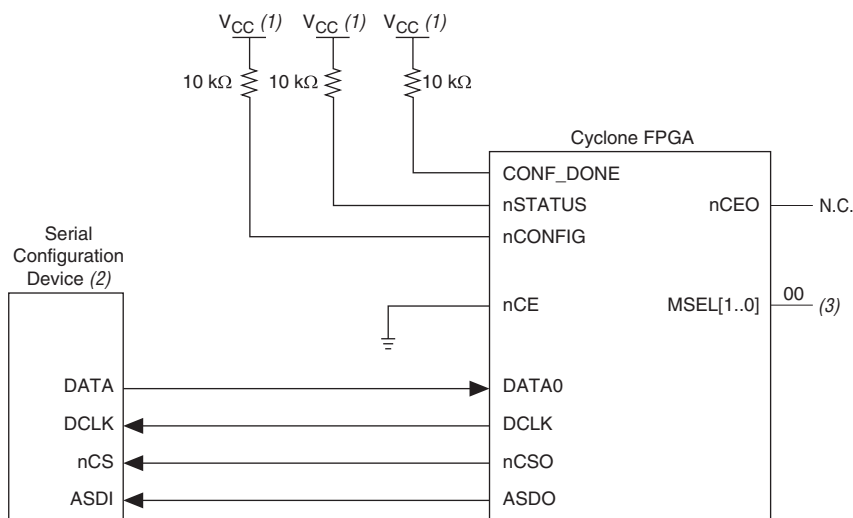 VCC (1) VCC (1) VCC (1)
10 kΩ 10 kΩ 10 kΩ
Cyclone FPGA
CONF_DONE
nSTATUS nCEO N.C.
nCONFIG
Serial
Configuration
Device (2)
nCE MSEL[1..0] 00 (3)
DATA DATA0
DCLK DCLK
nCS nCSO
ASDI ASDO